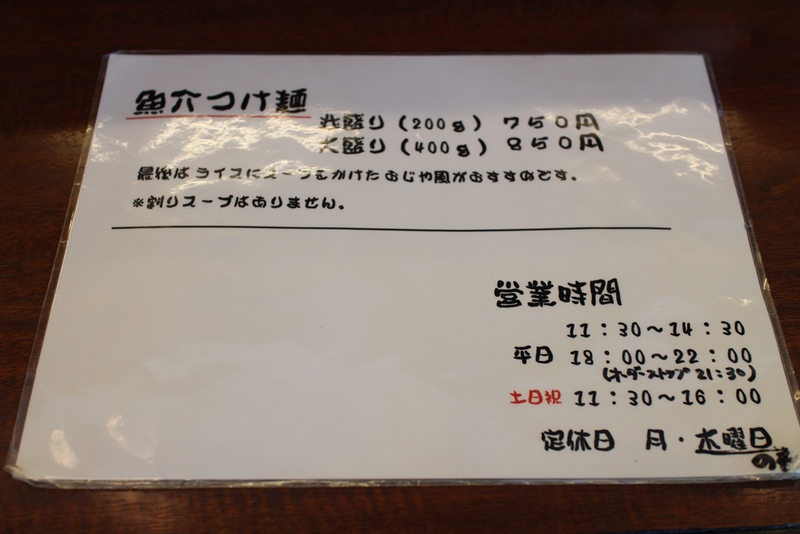 魚介つけ麺
並盛り（200g） 750円
大盛り（400g） 850円
最後はライスにスープをかけたおじや風がおすすめです。
※割りスープはありません。
営業時間
11：30～14：30
平日 18：00～22：00
(オーダーストップ 21:30)
土日祝 11：30～16：00
定休日 月・木曜日